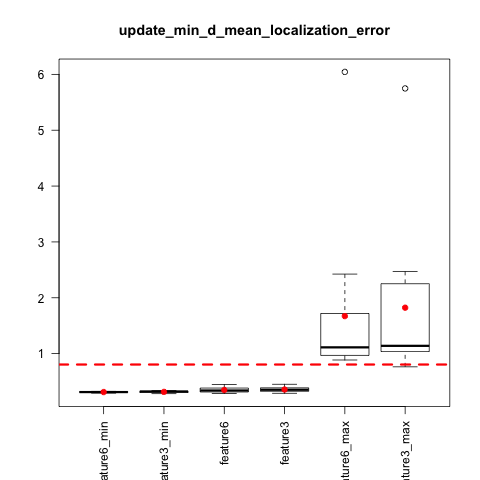 update_min_d_mean_localization_error
6
5
4
3
2
1
ature6_min
ature3_min
feature6
feature3
ture6_max
ture3_max